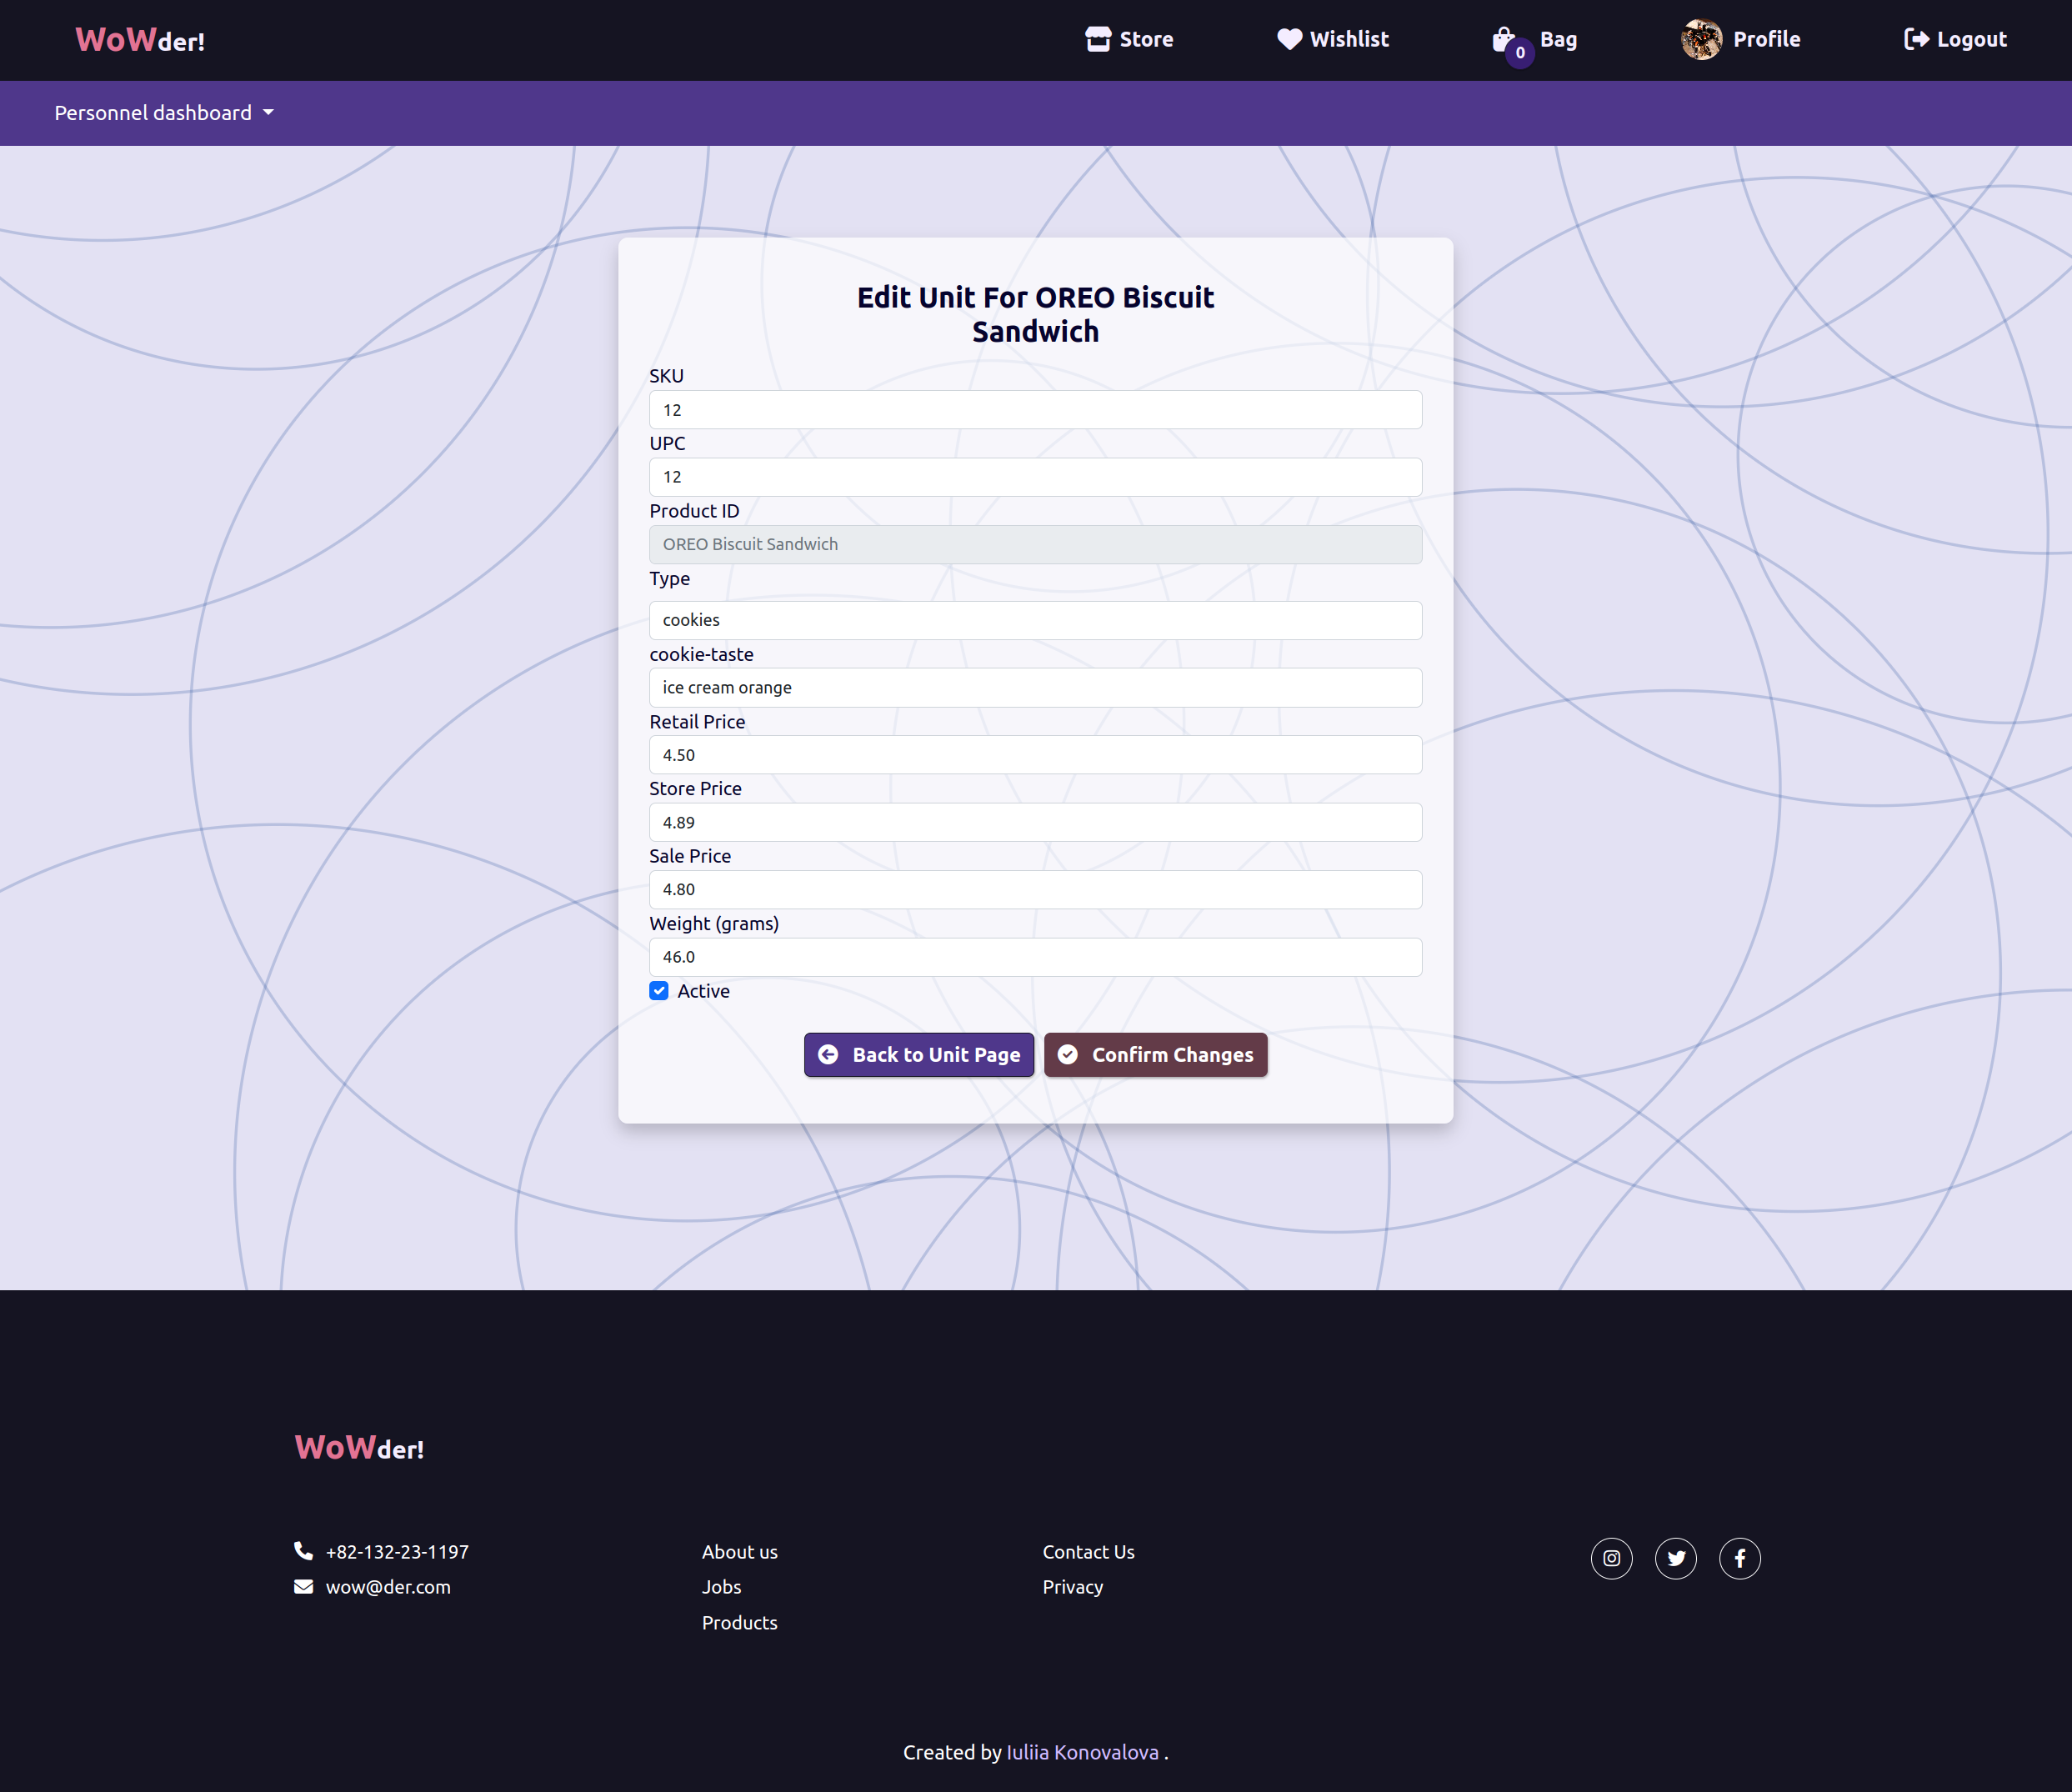 WoWder!
Store
Wishlist
0
Bag
Profile
Logout
Personnel dashboard
Edit Unit For OREO Biscuit
Sandwich
SKU
12
UPC
12
Product ID
OREO Biscuit Sandwich
Type
cookies
cookie-taste
ice cream orange
Retail Price
4.50
Store Price
4.89
Sale Price
4.80
Weight (grams)
46.0
Active
Back to Unit Page
Confirm Changes
WoWder!
+82-132-23-1197
wow@der.com
About us
Jobs
Products
Contact Us
Privacy
Created by Iuliia Konovalova .